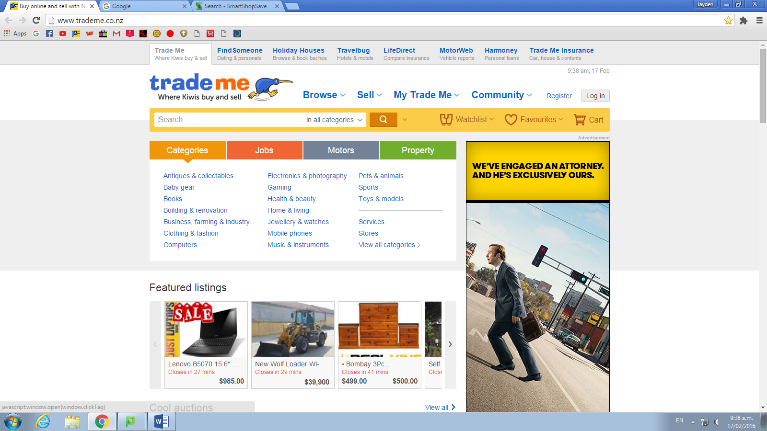 Buy online and sell with N
Google
Search - SmartShopSave
Jayden
www.trademe.co.nz
Apps
Trade Me
Where Kiwis buy & sell
FindSomeone
Dating & friends
Holiday Houses
Browse & book baches
Travelbug
Hotels & motels
LifeDirect
Compare insurance
MotorWeb
Vehicle reports
Harmoney
Personal loans
Trade Me Insurance
Car, house & contents
9:38 am, 17 Feb
trade me
Where Kiwis buy and sell
Browse
Sell
My Trade Me
Community
Register
Log in
Search
in all categories
Watchlist
Favourites
Cart
Advertisement
Categories
Jobs
Motors
Property
Antiques & collectables
Baby gear
Books
Building & renovation
Business, farming & industry
Clothing & fashion
Computers
Electronics & photography
Gaming
Health & beauty
Home & living
Jewellery & watches
Mobile phones
Music & instruments
Pets & animals
Sports
Toys & models
Services
Stores
View all categories
WE'VE ENGAGED AN ATTORNEY.
AND HE'S EXCLUSIVELY OURS.
Featured listings
JUST LAPTOPS
SALE
Lenovo B5070 15.6"
Closes in 27 mins
$985.00
New Wolf Loader WI-
Closes in 29 mins
$39,900
• Bombay 3Pc...
Closes in 41 mins
$499.00
$500.00
Self
Close
View all
Cool auctions
javascript:window.open(window.clickTag)
EN
9:38 a.m.
17/02/2016